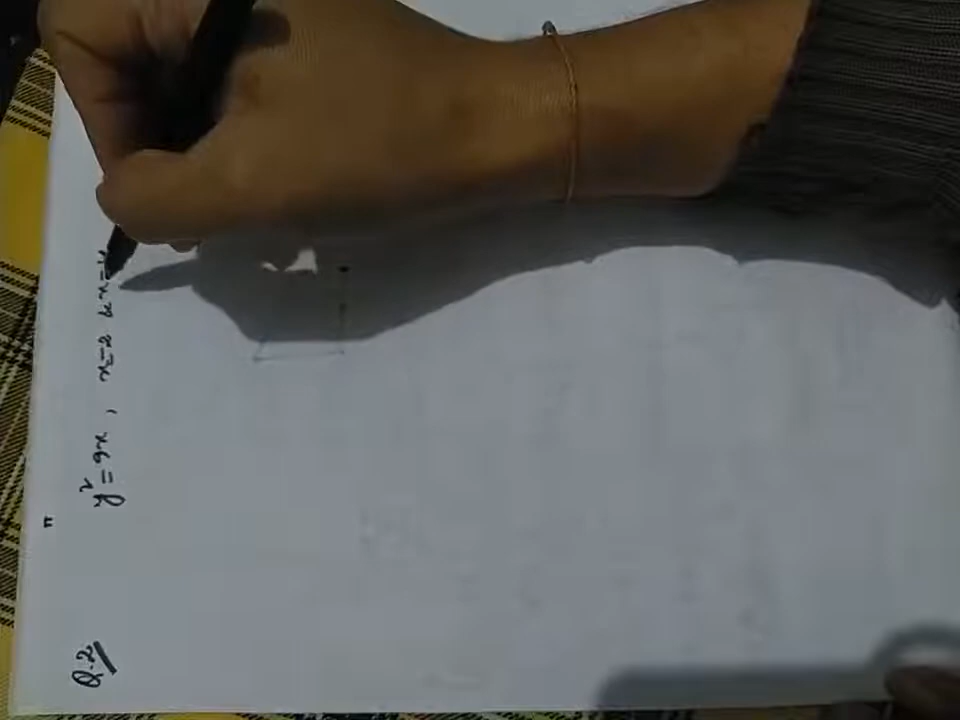 Q.2 "
y² = 9x , x = 2 & x = 4